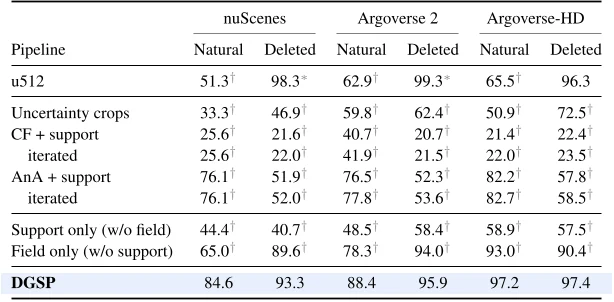 nuScenes Argoverse 2 Argoverse-HD
Pipeline Natural Deleted Natural Deleted Natural Deleted
u512 51.3† 98.3* 62.9† 99.3* 65.5† 96.3
Uncertainty crops 33.3† 46.9† 59.8† 62.4† 50.9† 72.5†
CF + support 25.6† 21.6† 40.7† 20.7† 21.4† 22.4†
iterated 25.6† 22.0† 41.9† 21.5† 22.0† 23.5†
AnA + support 76.1† 51.9† 76.5† 52.3† 82.2† 57.8†
iterated 76.1† 52.0† 77.8† 53.6† 82.7† 58.5†
Support only (w/o field) 44.4† 40.7† 48.5† 58.4† 58.9† 57.5†
Field only (w/o support) 65.0† 89.6† 78.3† 94.0† 93.0† 90.4†
DGSP 84.6 93.3 88.4 95.9 97.2 97.4